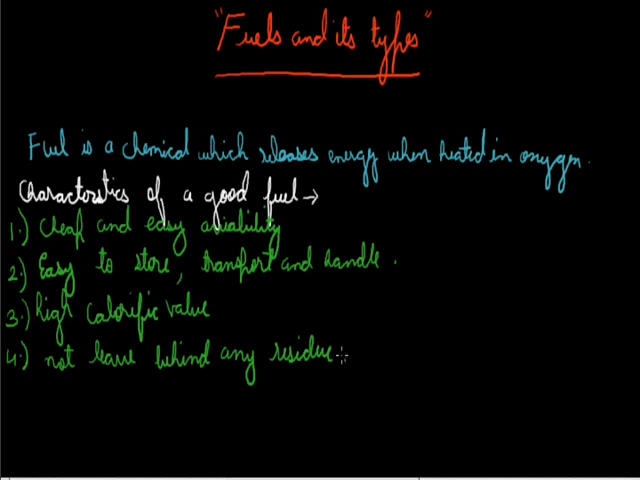 "Fuels and its types"
Fuel is a chemical which releases energy when heated in oxygen.
Charactorstics of a good fuel →
1.) Cheap and easy avaliability
2.) Easy to store, transport and handle.
3.) high calorific value
4.) not leave behind any residue